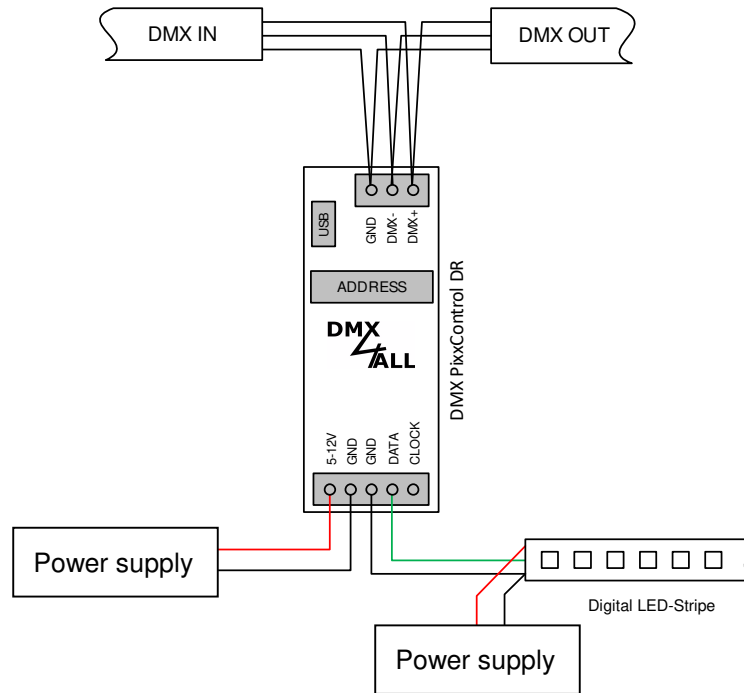 DMX IN
DMX OUT
USB
GND
DMX-
DMX+
ADDRESS
DMX
4
ALL
DMX PixxControl DR
5-12V
GND
GND
DATA
CLOCK
Power supply
Digital LED-Stripe
Power supply